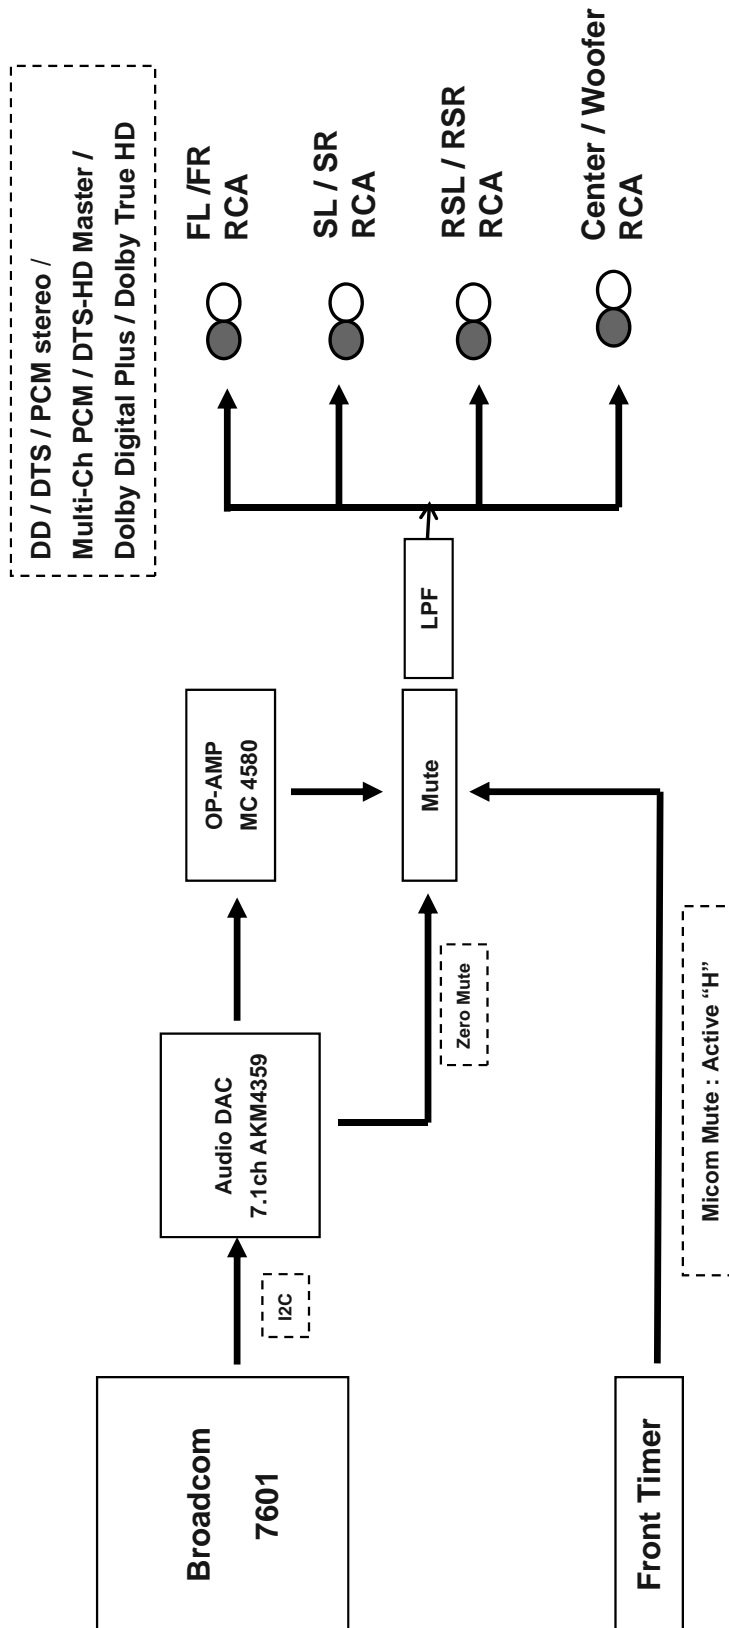 DD / DTS / PCM stereo /
Multi-Ch PCM / DTS-HD Master /
Dolby Digital Plus / Dolby True HD
Broadcom
7601
I2C
Audio DAC
7.1ch AKM4359
OP-AMP
MC 4580
Zero Mute
Mute
LPF
FL /FR
RCA
SL / SR
RCA
RSL / RSR
RCA
Center / Woofer
RCA
Front Timer
Micom Mute : Active “H”